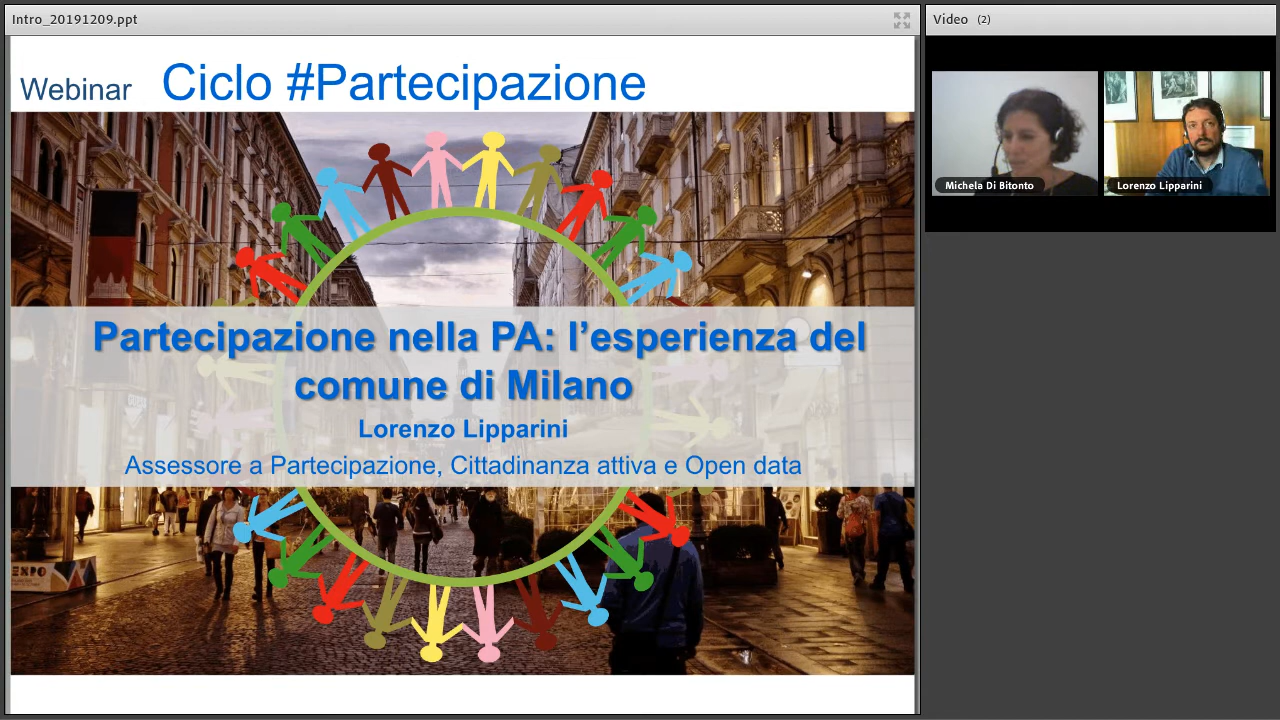 Intro_20191209.ppt
Video (2)
Webinar Ciclo #Partecipazione
Michela Di Bitonto
Lorenzo Lipparini
Partecipazione nella PA: l’esperienza del
comune di Milano
Lorenzo Lipparini
Assessore a Partecipazione, Cittadinanza attiva e Open data
EXPO